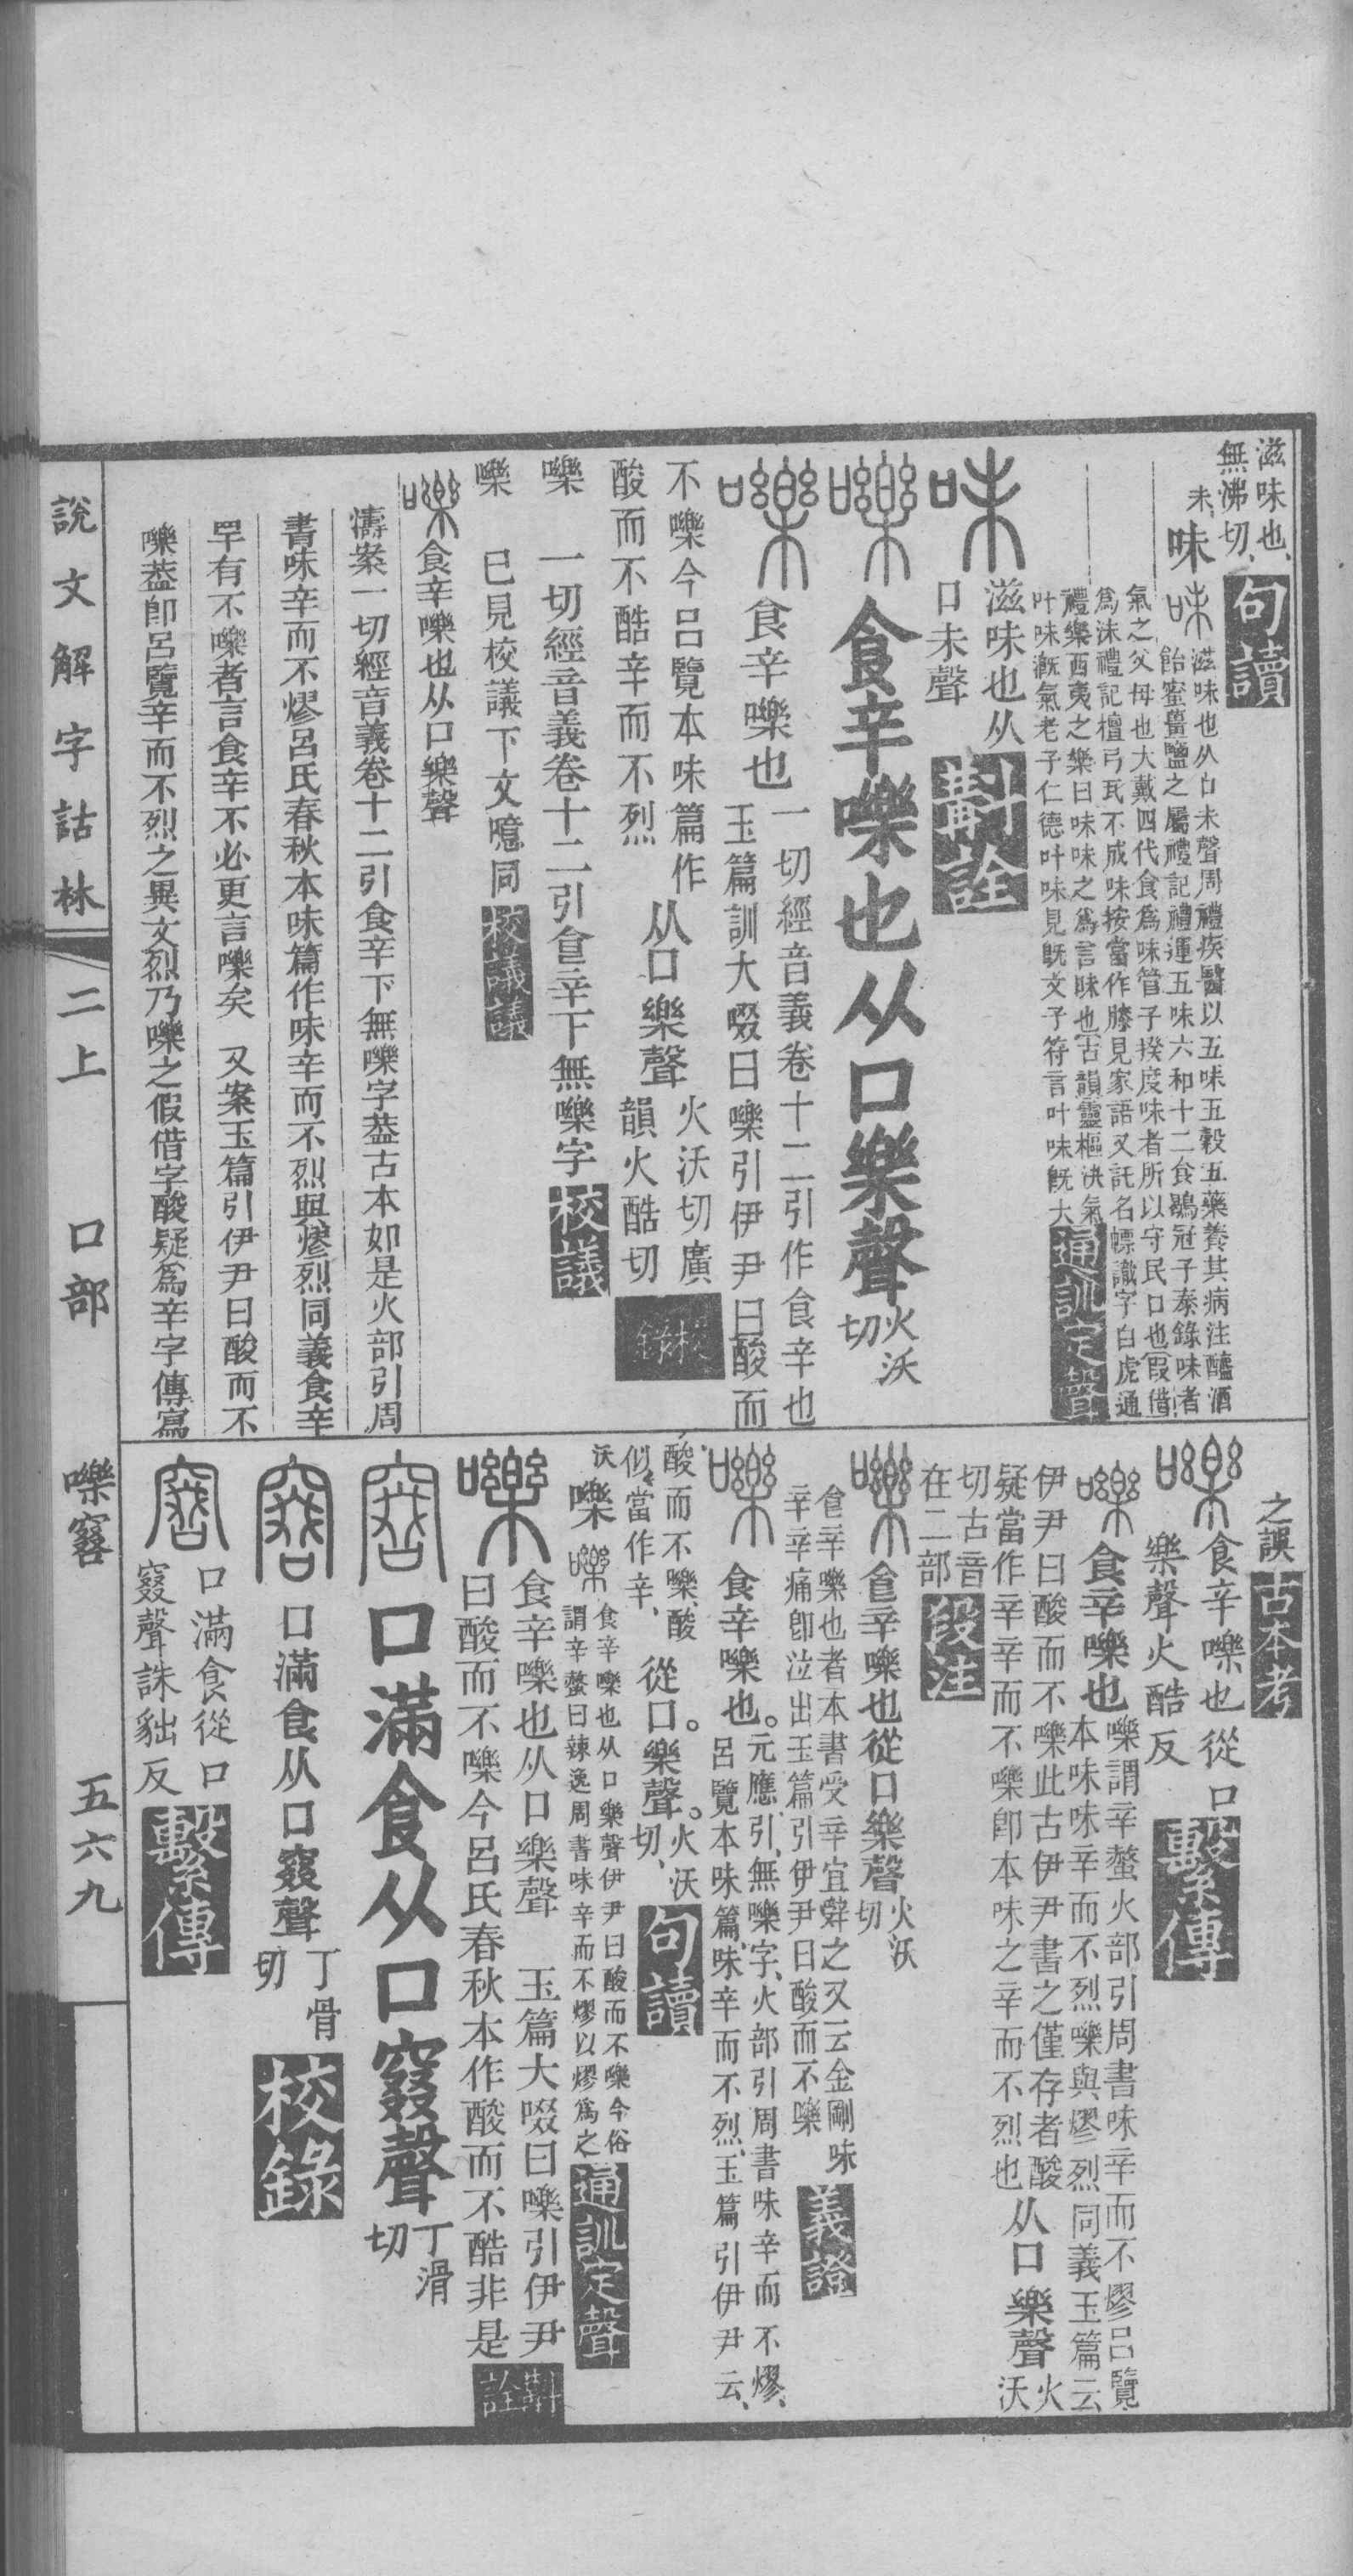 滋味也、
無沸切、
句讀
未、
味
滋味也从口未聲周禮疾醫以五味五穀五藥養其病注醯酒
飴蜜薑鹽之屬禮記禮運五味六和十二食鶡冠子泰錄味者
氣之父母也大戴四代食爲味管子揆度味者所以守民口也(叚借)
爲沬禮記檀弓瓦不成味按當作䵢見家語又託名幖識字白虎通
禮樂西夷之樂曰味味之爲言昧也(古韻)靈樞決氣
叶味溉氣老子仁德叶味見旣文子符言叶味旣大
通訓定聲
味
滋味也从
口未聲
斠詮
嚛
食辛嚛也从口樂聲
火沃
切
嚛
食辛嚛也
一切經音義卷十二引作食辛也
玉篇訓大啜曰嚛引伊尹曰酸而
不嚛今呂覽本味篇作
酸而不酷辛而不烈
从口樂聲
火沃切廣
韻火酷切
校錄
嚛
一切經音義卷十二引食辛下無嚛字
校議
嚛
已見校議下文噫同
校議議
嚛
食辛嚛也从口樂聲
濤案一切經音義卷十二引食辛下無嚛字葢古本如是火部引周
書味辛而不熮呂氏春秋本味篇作味辛而不烈與熮烈同義食辛
罕有不嚛者言食辛不必更言嚛矣 又案玉篇引伊尹曰酸而不
嚛葢卽呂覽辛而不烈之異文烈乃嚛之假借字酸疑爲辛字傳寫
之誤
古本考
嚛
食辛嚛也從口
樂聲火酷反
繫傳
嚛
食辛嚛也
嚛謂辛螫火部引周書味辛而不熮呂覽
本味味辛而不烈嚛與熮烈同義玉篇云
伊尹曰酸而不嚛此古伊尹書之僅存者酸
疑當作辛辛而不嚛卽本味之辛而不烈也
从口樂聲
火
沃
切古音
在二部
段注
嚛
食辛嚛也從口樂聲
火沃
切
食辛嚛也者本書受辛宜辤之又云金剛味
辛辛痛卽泣出玉篇引伊尹曰酸而不嚛
義證
嚛
食辛嚛也。
元應引、無嚛字、火部引周書味辛而不熮、
呂覽本味篇、味辛而不烈、玉篇引伊尹云、
酸而不嚛、酸
似當作辛、
從口。樂聲。
火沃
切、
句讀
沃
嚛
食辛嚛也从口樂聲伊尹曰酸而不嚛今俗
謂辛螫曰辣逸周書味辛而不熮以熮爲之
通訓定聲
嚛
食辛嚛也从口樂聲 玉篇大啜曰嚛引伊尹
曰酸而不嚛今呂氏春秋本作酸而不酷非是
斠詮
口滿食从口窡聲
丁滑
切
口滿食从口窡聲
丁骨
切
校錄
口滿食從口
窡聲誅貀反
繫傳
說文解字詁林
二上
口部
嚛窡
五六九